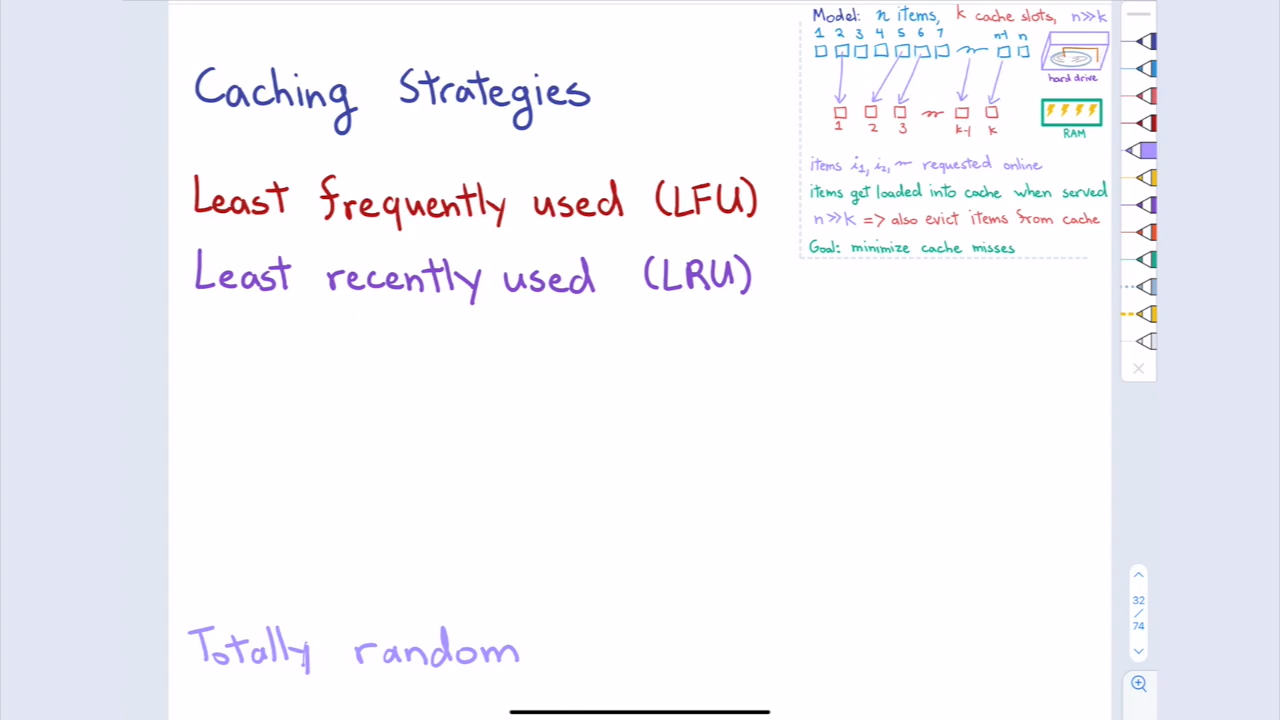 Caching Strategies
Least frequently used (LFU)
Least recently used (LRU)
Totally random
Model: n items, k cache slots, n≫k
1 2 3 4 5 6 7 n-1 n
hard drive
1 2 3 k-1 k
RAM
items i₁, i₂, ~ requested online
items get loaded into cache when served
n≫k => also evict items from cache
Goal: minimize cache misses
32
/
74